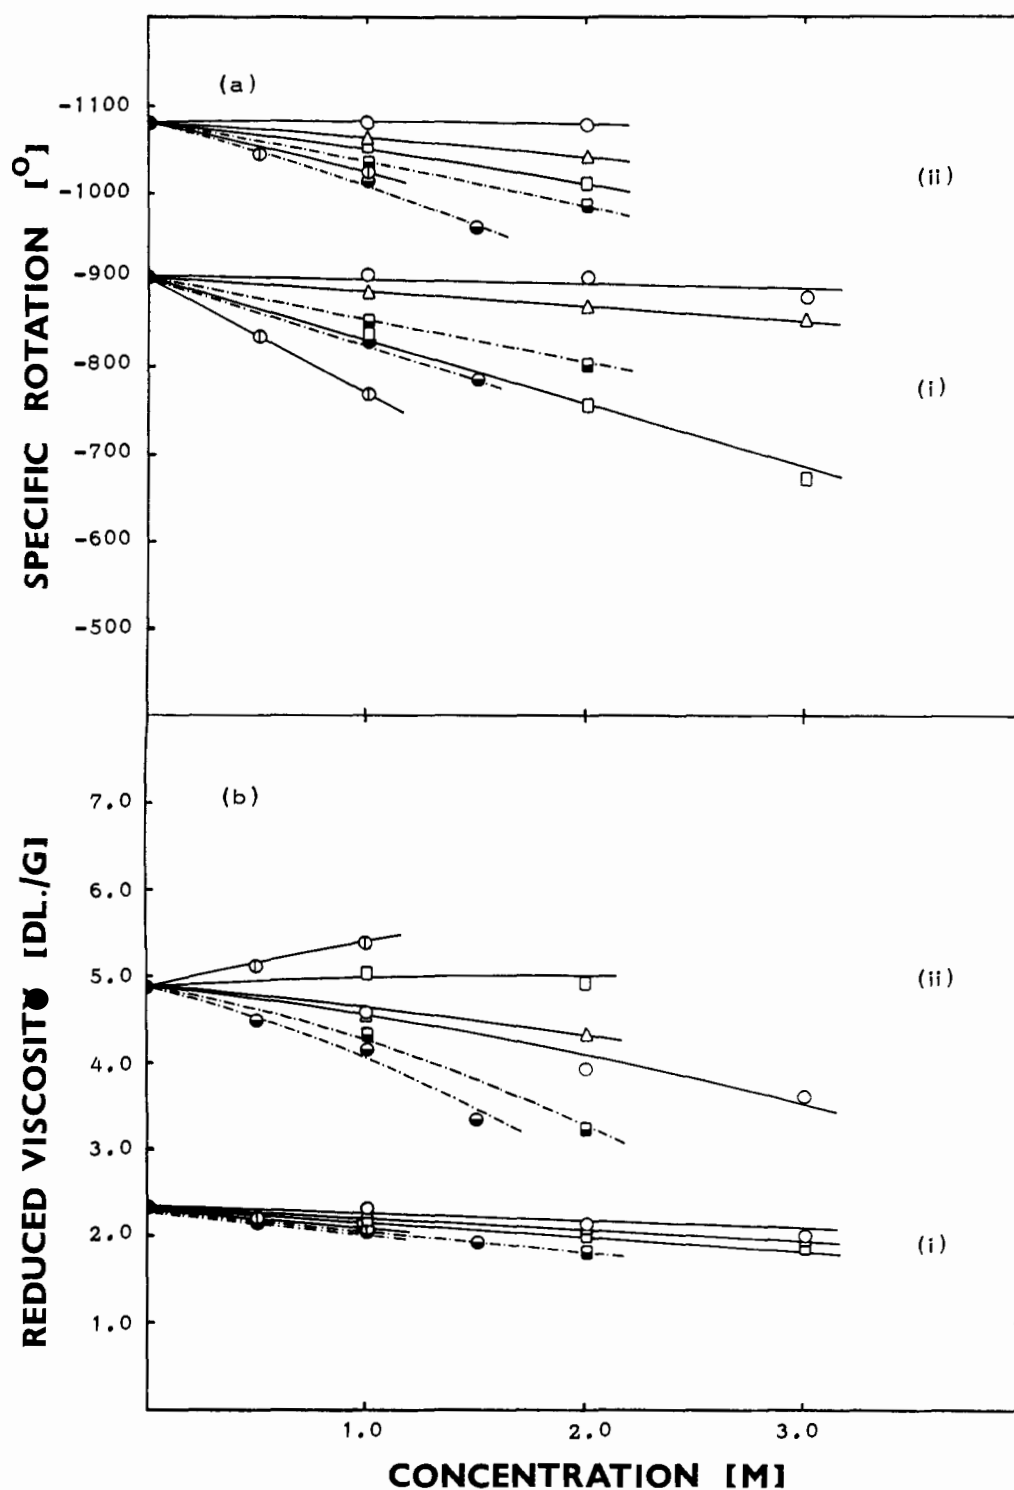 (a)
-1100
-1000
-900
-800
-700
-600
-500
SPECIFIC ROTATION [O]
(ii)
(i)
(b)
7.0
6.0
5.0
4.0
3.0
2.0
1.0
REDUCED VISCOSITY [DL./G]
(ii)
(i)
1.0 2.0 3.0
CONCENTRATION [M]